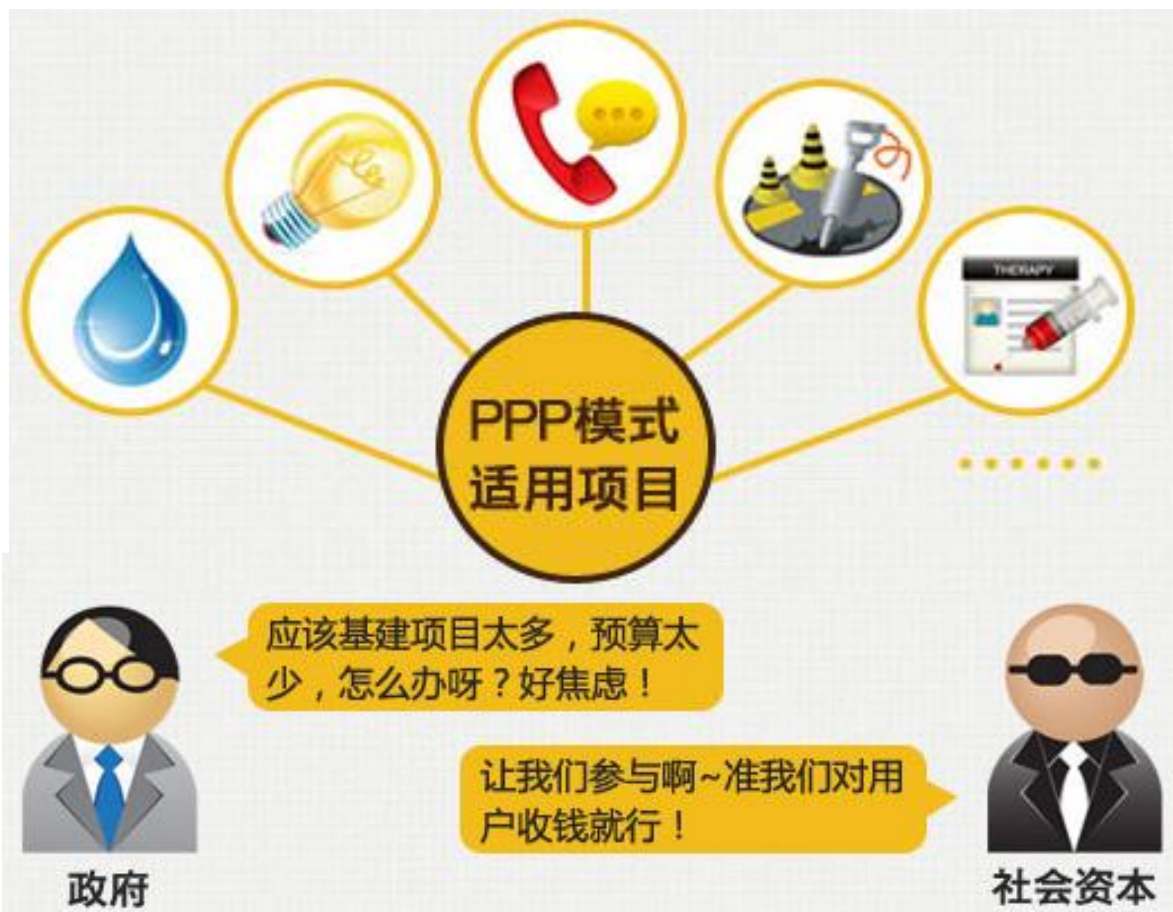 THERAPY
PPP模式
适用项目
应该基建项目太多，预算太
少，怎么办呀？好焦虑！
让我们参与啊~准我们对用
户收钱就行！
政府
社会资本